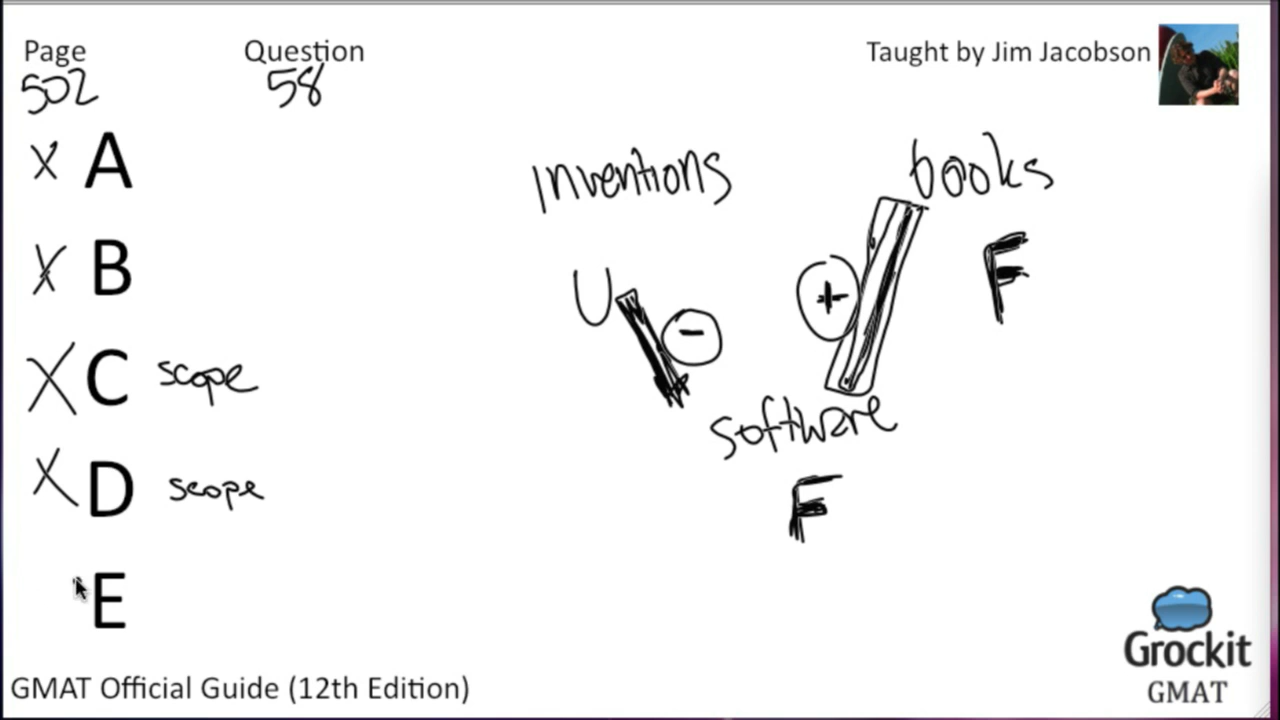 Page Question Taught by Jim Jacobson
502 58
X A
X B
X C scope
X D scope
E
inventions books
U - + F
software
F
Grockit
GMAT
GMAT Official Guide (12th Edition)